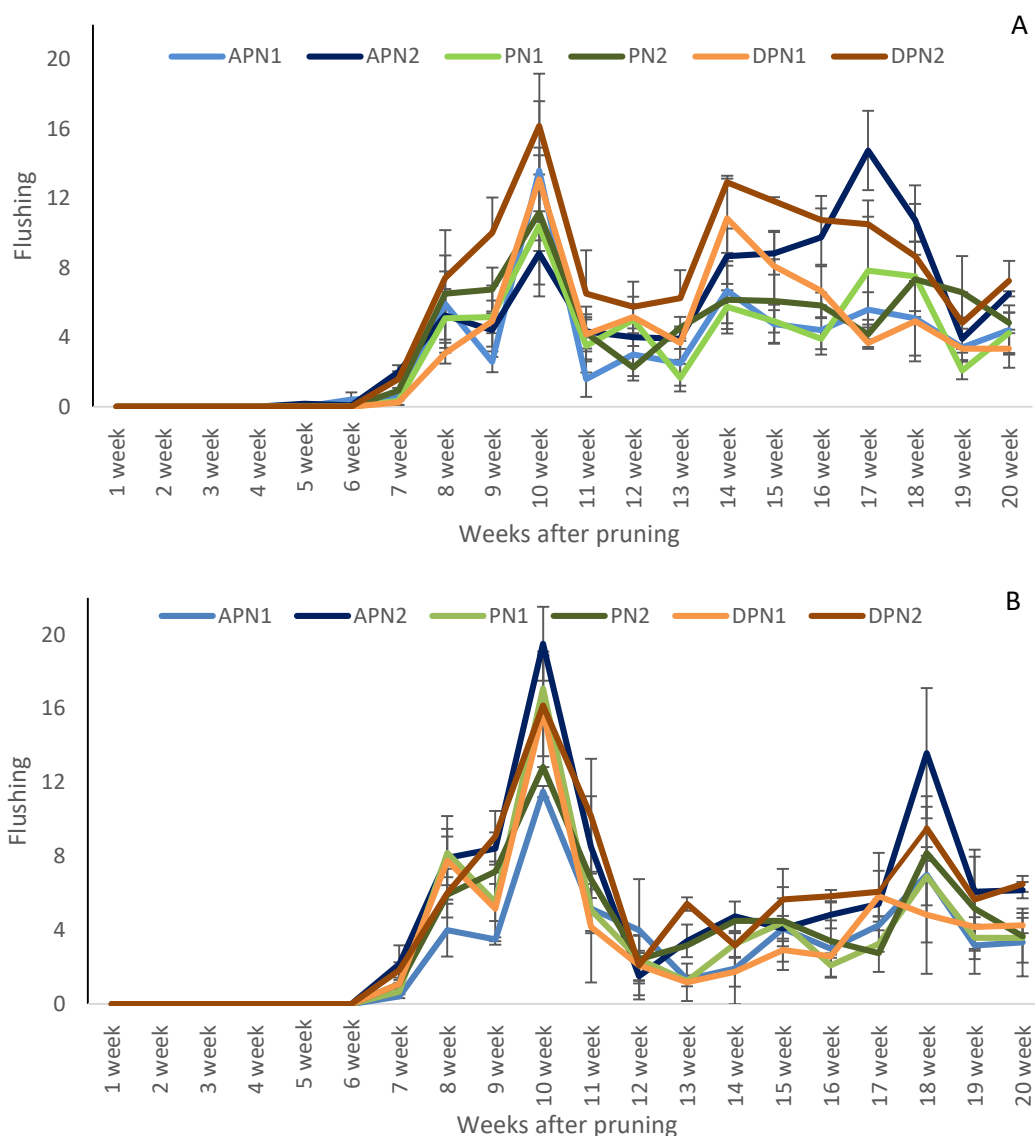 A
APN1 APN2 PN1 PN2 DPN1 DPN2
20
16
12
8
4
0
Flushing
1 week 2 week 3 week 4 week 5 week 6 week 7 week 8 week 9 week 10 week 11 week 12 week 13 week 14 week 15 week 16 week 17 week 18 week 19 week 20 week
Weeks after pruning
B
APN1 APN2 PN1 PN2 DPN1 DPN2
20
16
12
8
4
0
Flushing
1 week 2 week 3 week 4 week 5 week 6 week 7 week 8 week 9 week 10 week 11 week 12 week 13 week 14 week 15 week 16 week 17 week 18 week 19 week 20 week
Weeks after pruning